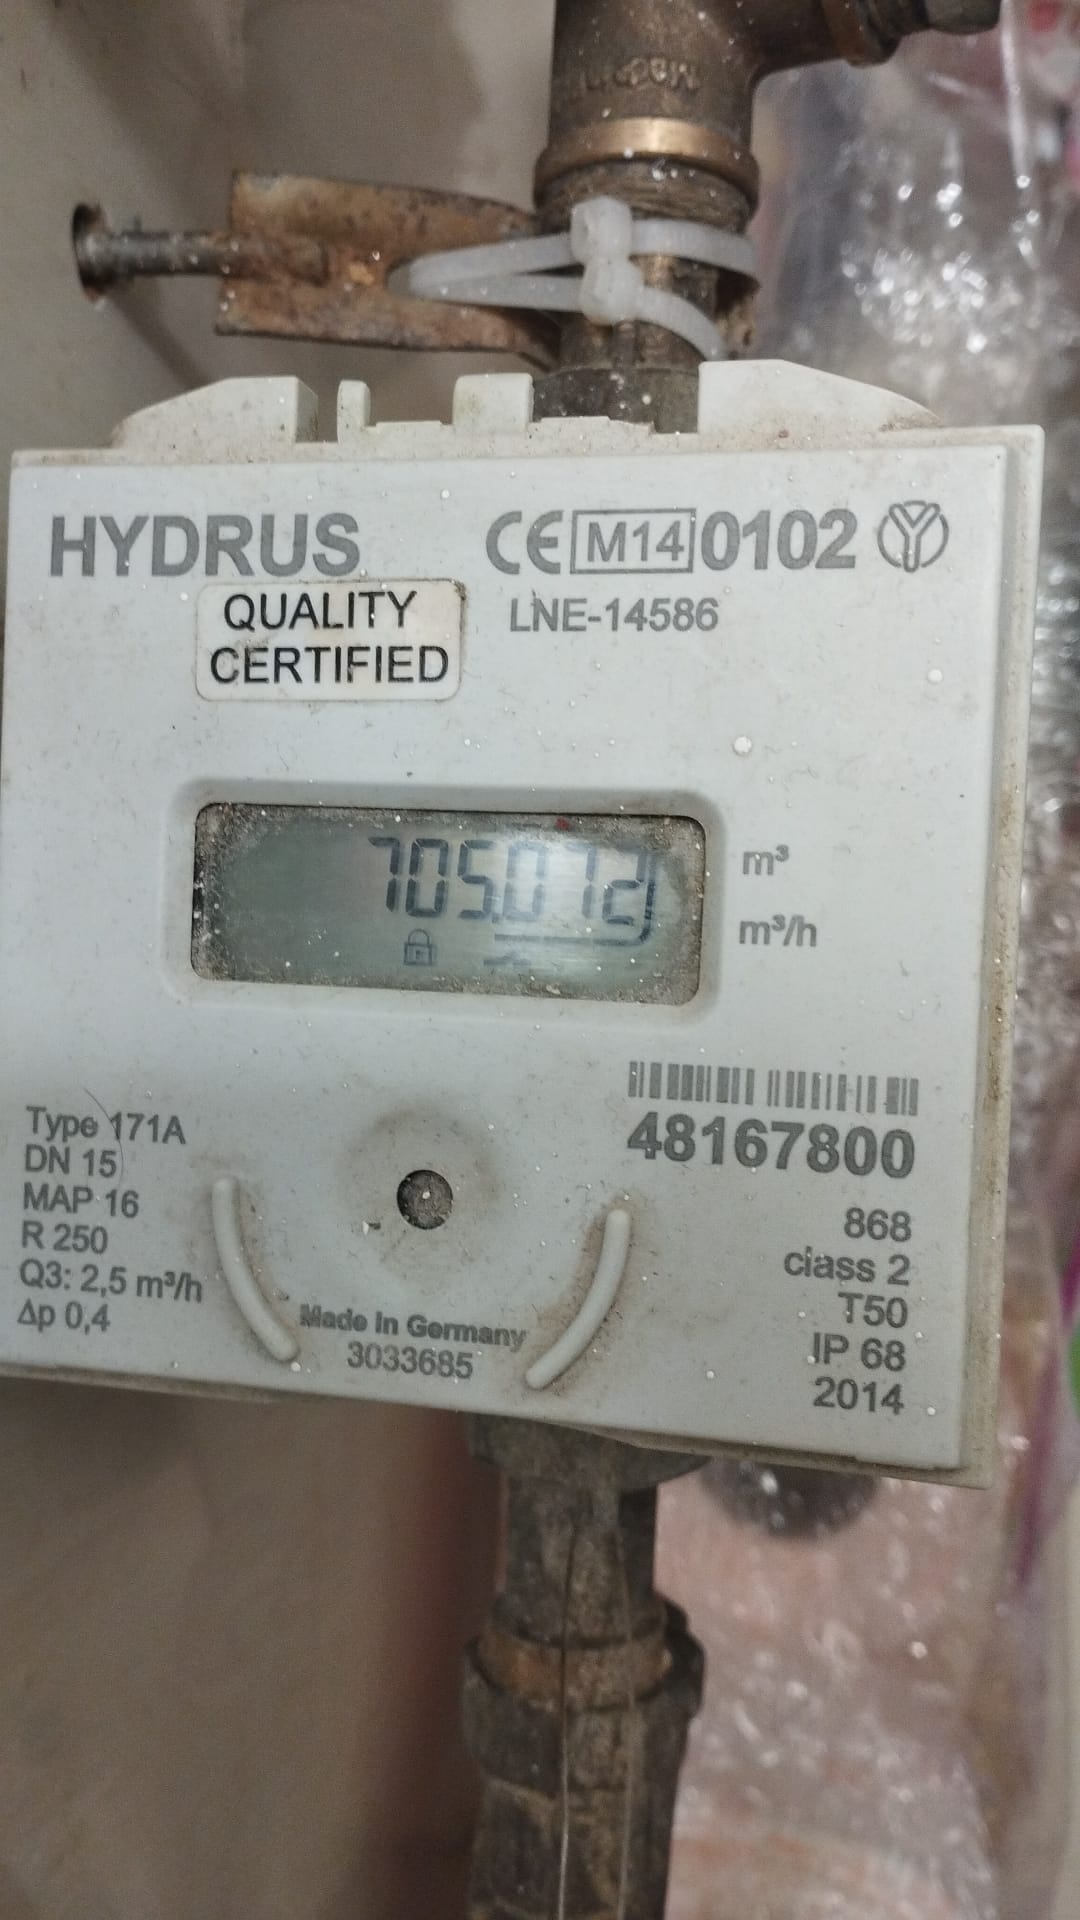 HYDRUS
CE M14 0102
QUALITY
CERTIFIED
LNE-14586
705.072
m³
m³/h
48167800
Type 171A
DN 15
MAP 16
R 250
Q3: 2,5 m³/h
Δp 0,4
Made in Germany
3033685
868
class 2
T50
IP 68
2014